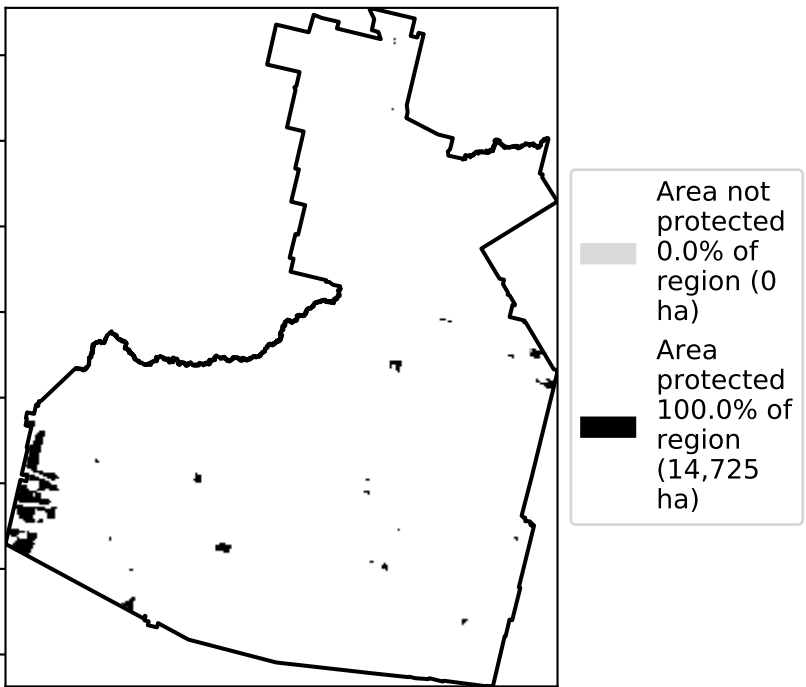 Area not
protected
0.0% of
region (0
ha)
Area
protected
100.0% of
region
(14,725
ha)